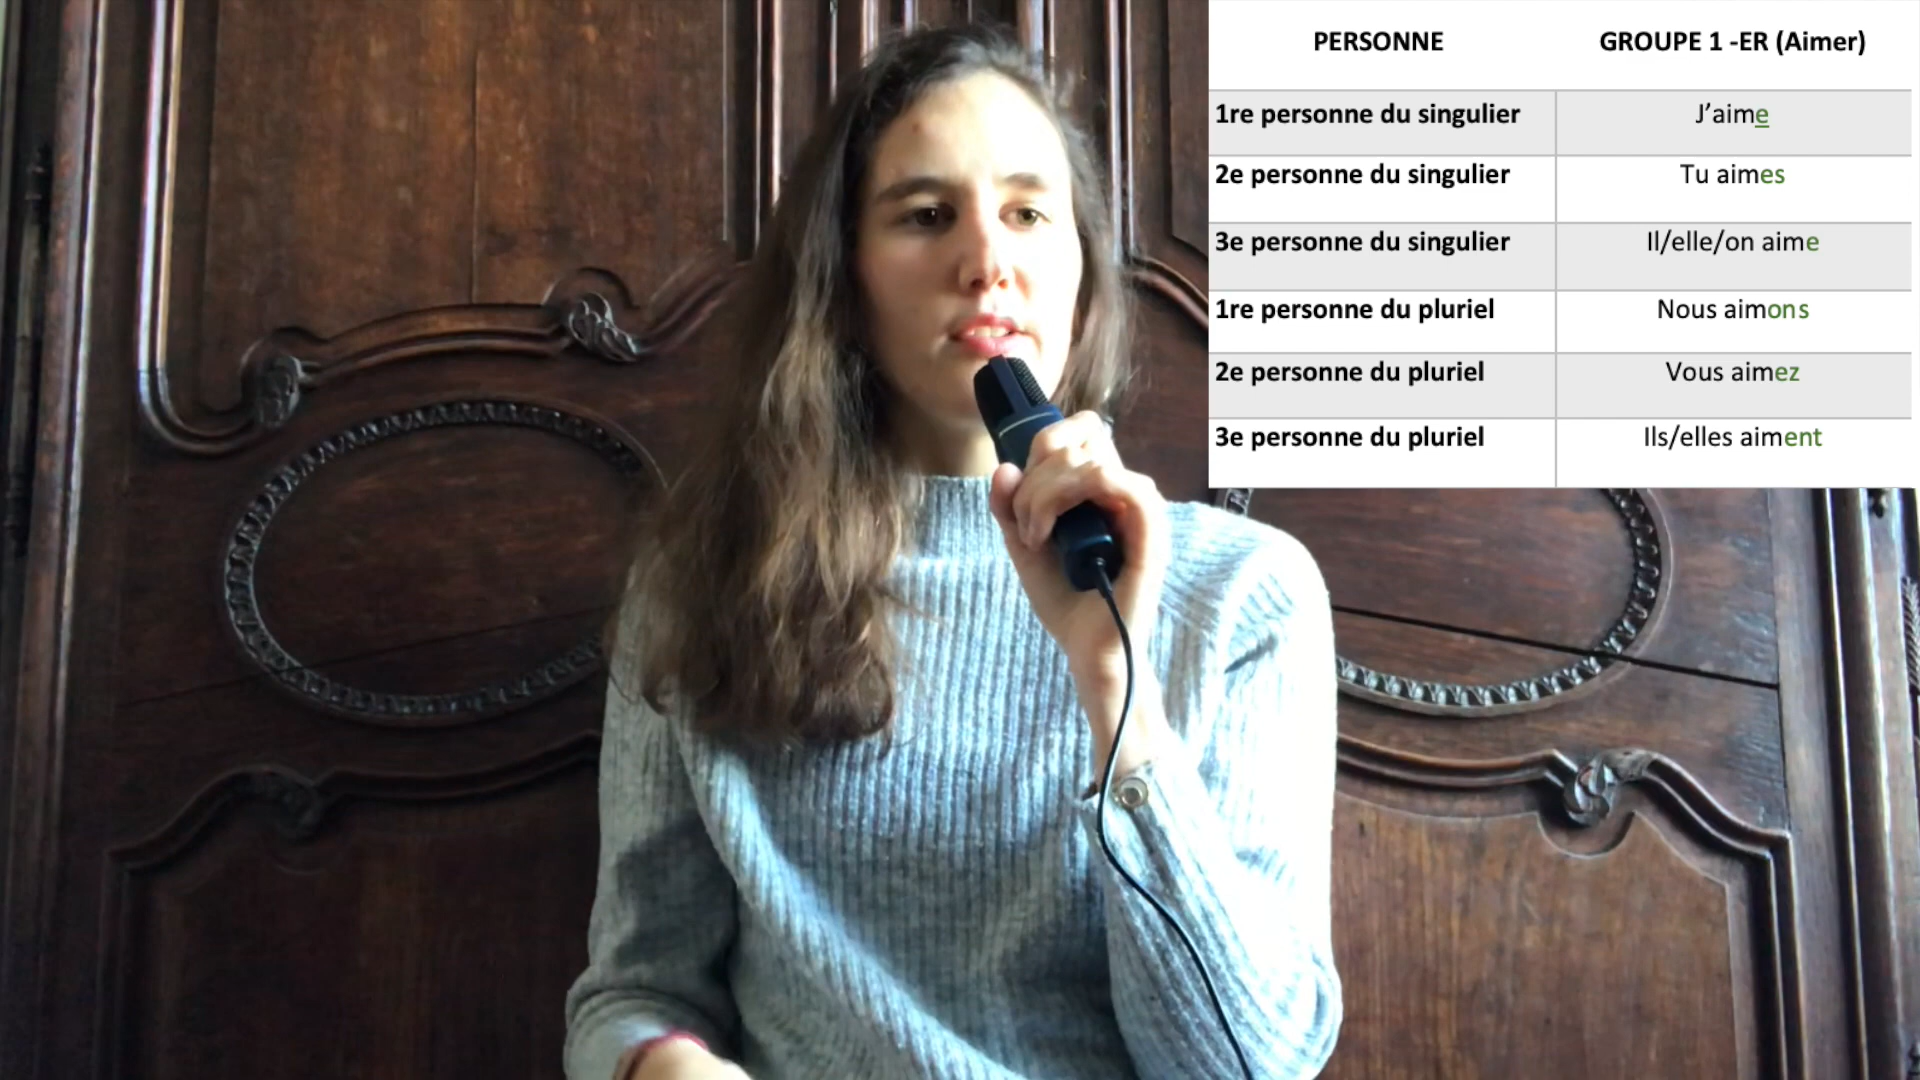 PERSONNE GROUPE 1 -ER (Aimer)
1re personne du singulier J’aime
2e personne du singulier Tu aimes
3e personne du singulier Il/elle/on aime
1re personne du pluriel Nous aimons
2e personne du pluriel Vous aimez
3e personne du pluriel Ils/elles aiment